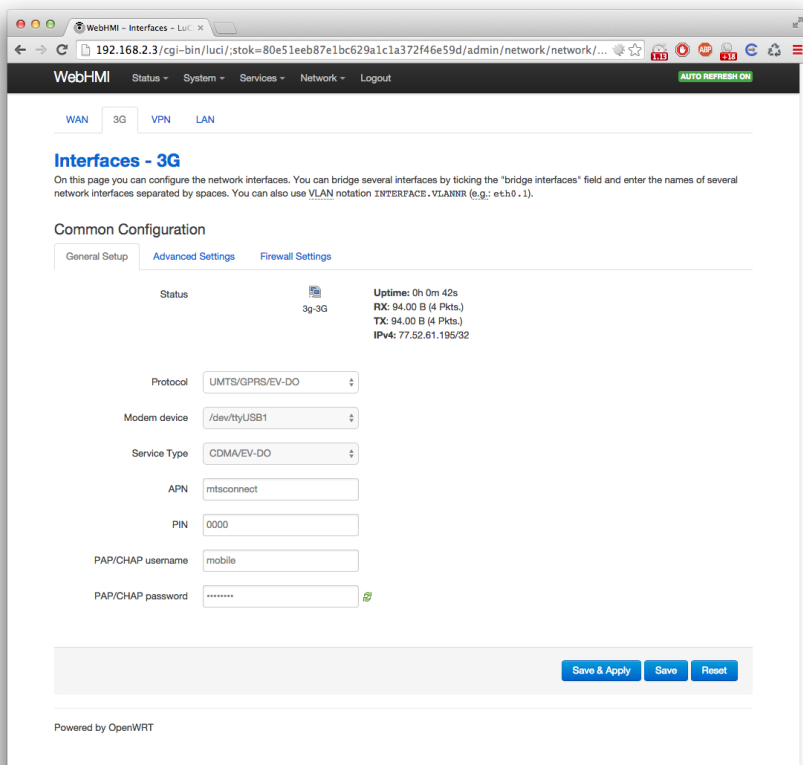 WebHMI - Interfaces - LuC
192.168.2.3/cgi-bin/luci/;stok=80e51eeb87e1bc629a1c1a372f46e59d/admin/network/network/...
1.13
ABP
+18
WebHMI Status System Services Network Logout AUTO REFRESH ON
WAN 3G VPN LAN
Interfaces - 3G
On this page you can configure the network interfaces. You can bridge several interfaces by ticking the "bridge interfaces" field and enter the names of several
network interfaces separated by spaces. You can also use VLAN notation INTERFACE.VLANNR (e.g.: eth0.1).
Common Configuration
General Setup Advanced Settings Firewall Settings
Status
3g-3G
Uptime: 0h 0m 42s
RX: 94.00 B (4 Pkts.)
TX: 94.00 B (4 Pkts.)
IPv4: 77.52.61.195/32
Protocol UMTS/GPRS/EV-DO
Modem device /dev/ttyUSB1
Service Type CDMA/EV-DO
APN mtsconnect
PIN 0000
PAP/CHAP username mobile
PAP/CHAP password ••••••••
Save & Apply Save Reset
Powered by OpenWRT